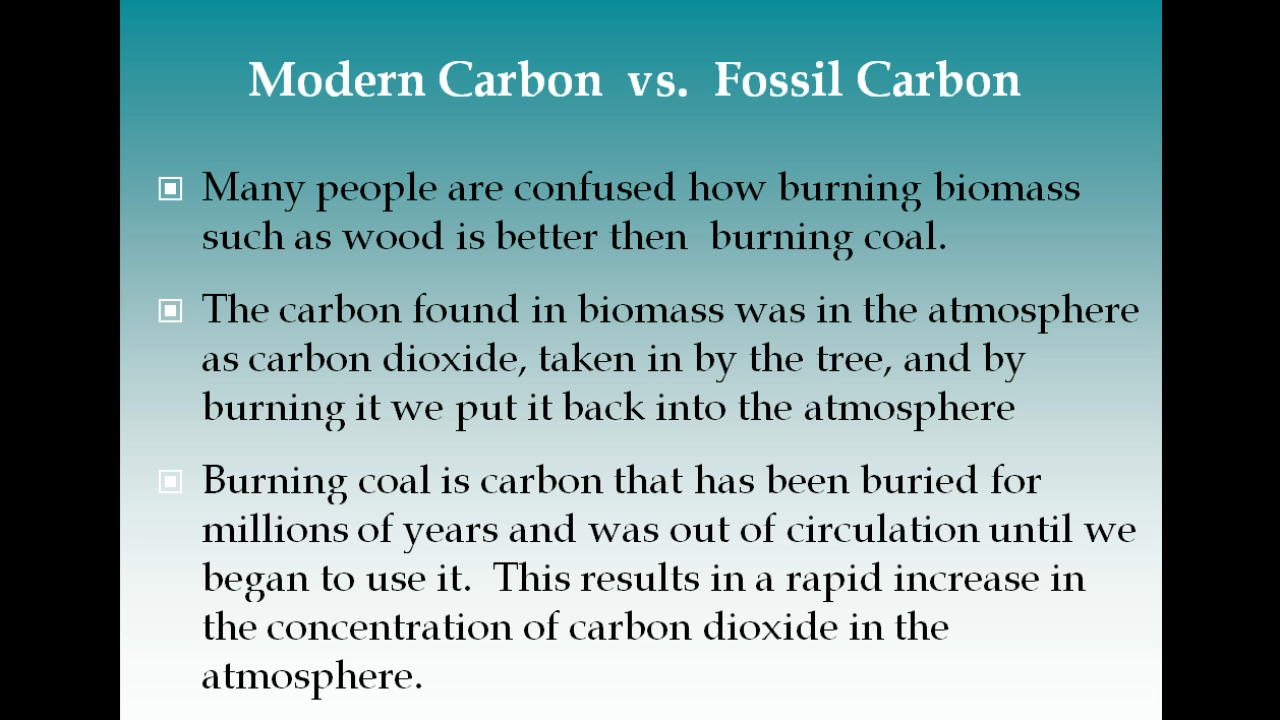 Modern Carbon vs. Fossil Carbon
Many people are confused how burning biomass
such as wood is better then burning coal.
The carbon found in biomass was in the atmosphere
as carbon dioxide, taken in by the tree, and by
burning it we put it back into the atmosphere
Burning coal is carbon that has been buried for
millions of years and was out of circulation until we
began to use it. This results in a rapid increase in
the concentration of carbon dioxide in the
atmosphere.